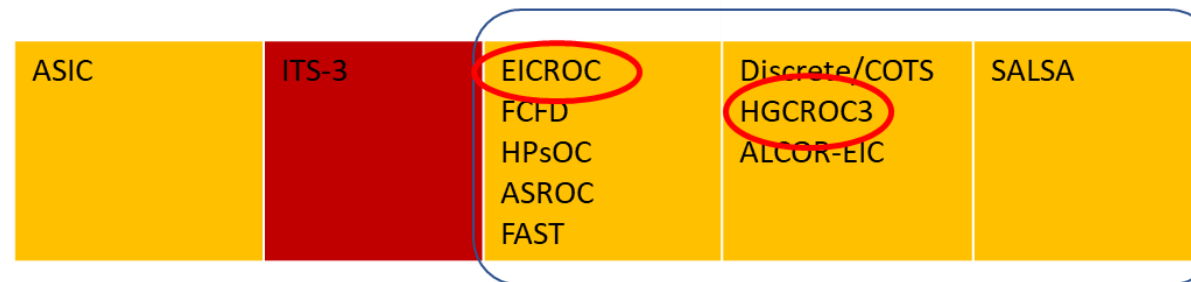 ASIC
ITS-3
EICROC
FCFD
HPsOC
ASROC
FAST
Discrete/COTS
HGCROC3
ALCOR-EIC
SALSA